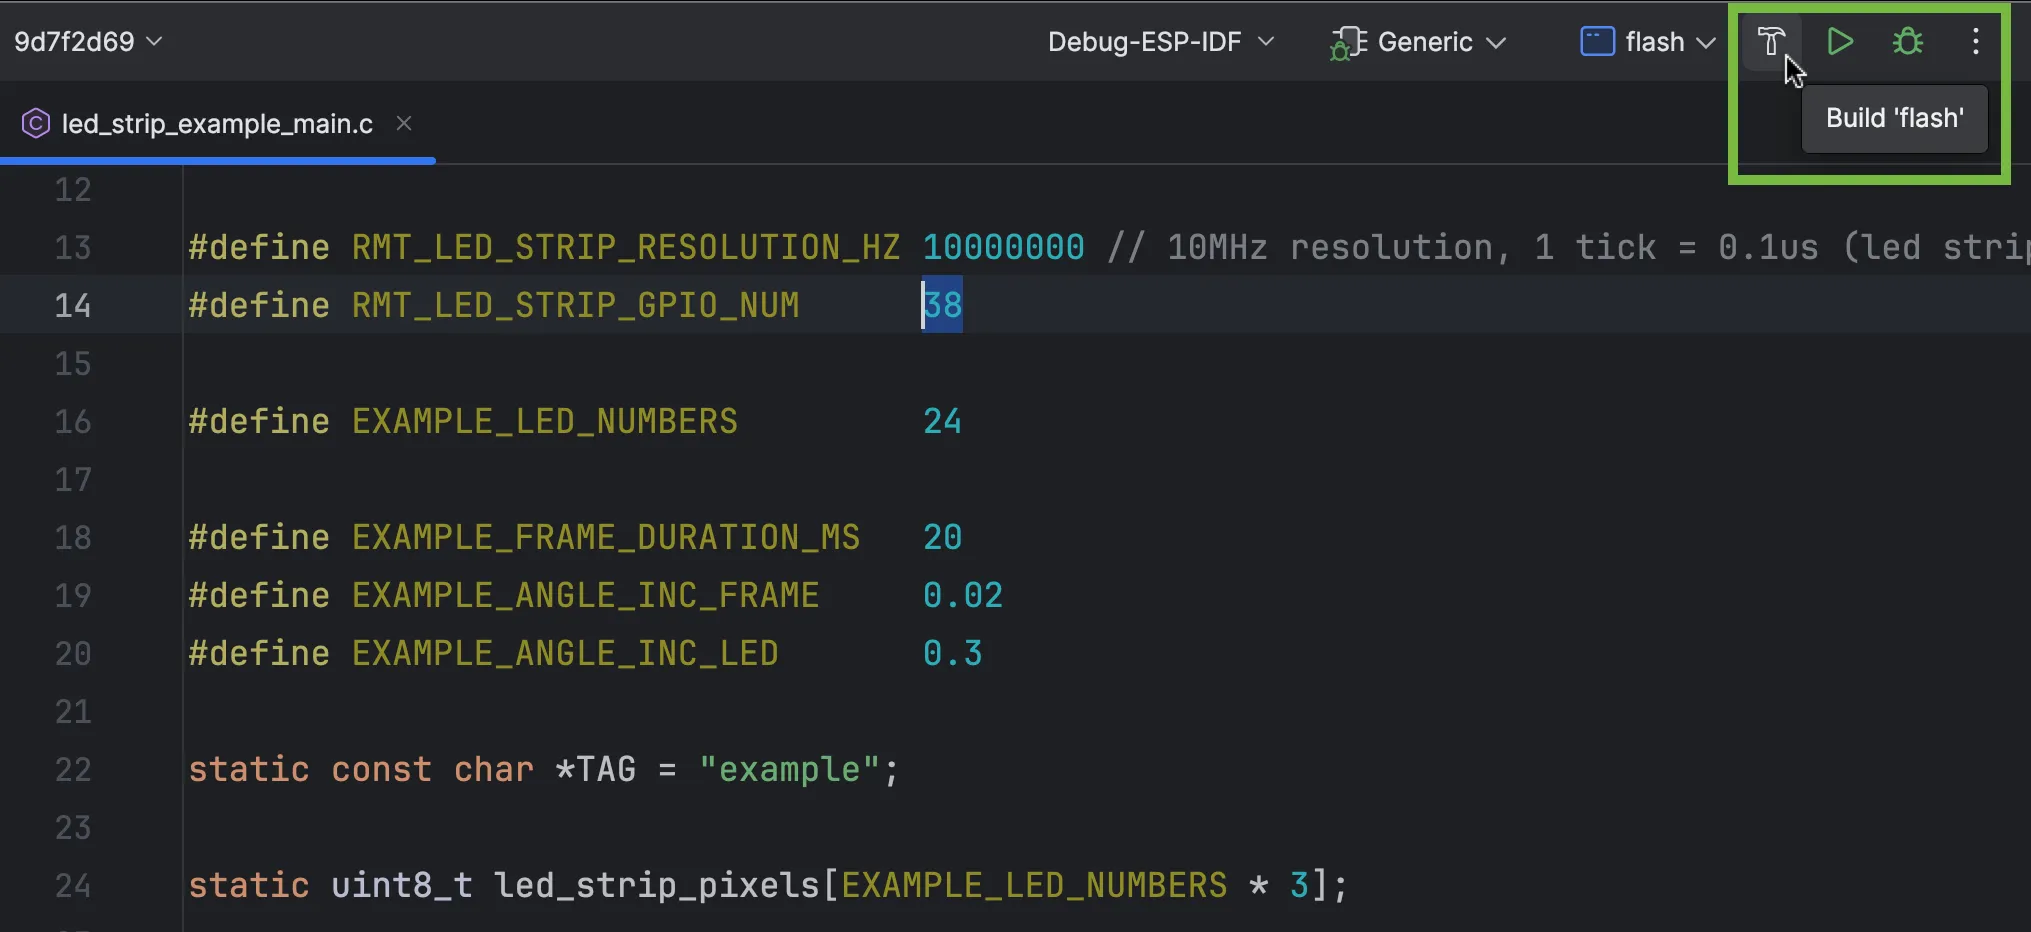 9d7f2d69 Debug-ESP-IDF Generic flash
Build 'flash'
led_strip_example_main.c
12
13 #define RMT_LED_STRIP_RESOLUTION_HZ 10000000 // 10MHz resolution, 1 tick = 0.1us (led strip
14 #define RMT_LED_STRIP_GPIO_NUM 38
15
16 #define EXAMPLE_LED_NUMBERS 24
17
18 #define EXAMPLE_FRAME_DURATION_MS 20
19 #define EXAMPLE_ANGLE_INC_FRAME 0.02
20 #define EXAMPLE_ANGLE_INC_LED 0.3
21
22 static const char *TAG = "example";
23
24 static uint8_t led_strip_pixels[EXAMPLE_LED_NUMBERS * 3];